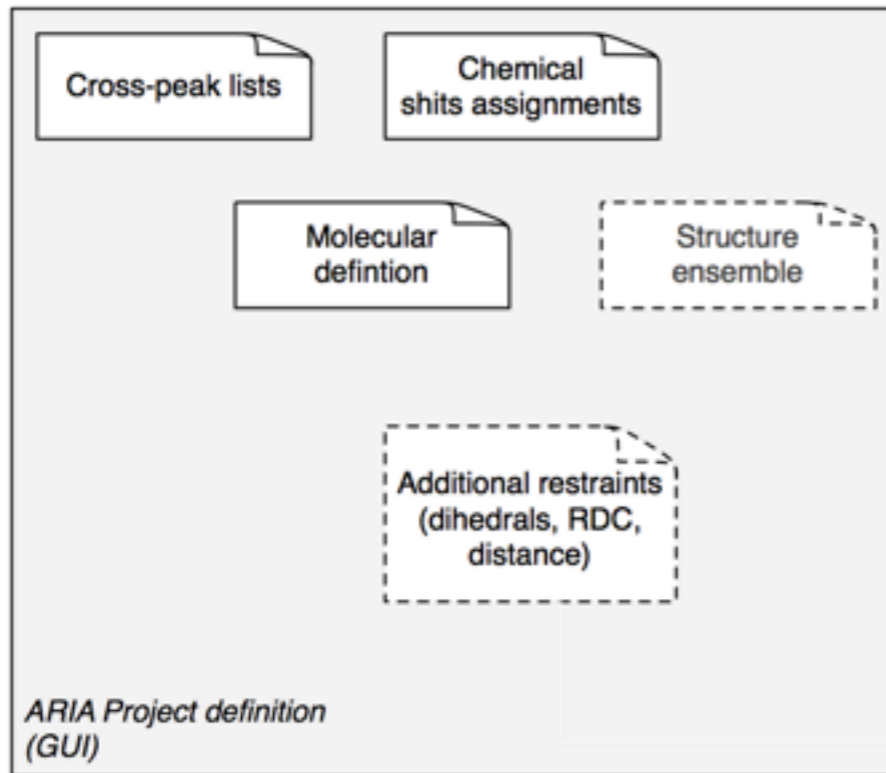 Cross-peak lists
Chemical
shits assignments
Molecular
defintion
Structure
ensemble
Additional restraints
(dihedrals, RDC,
distance)
ARIA Project definition
(GUI)